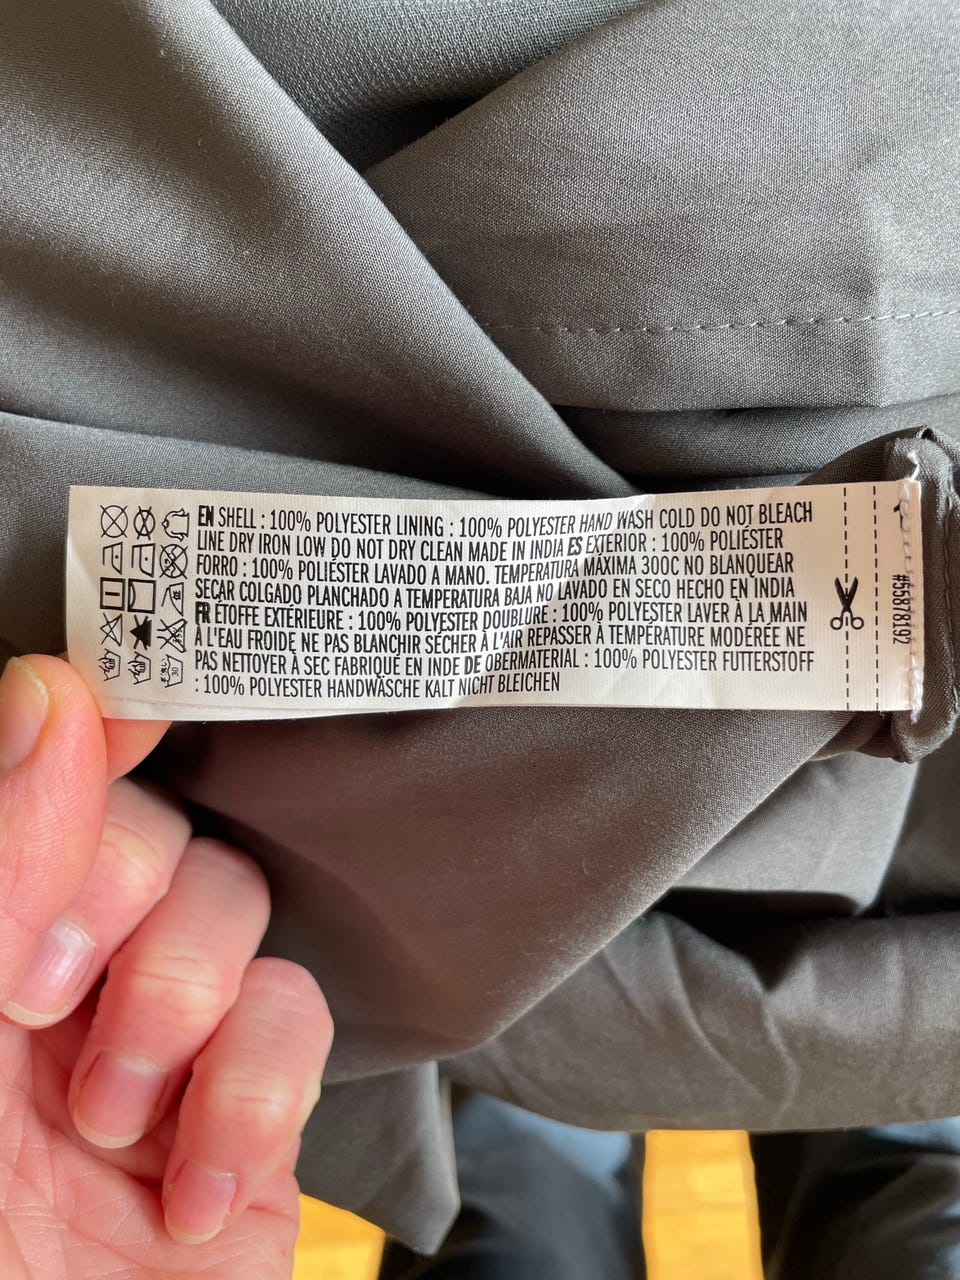 EN SHELL : 100% POLYESTER LINING : 100% POLYESTER HAND WASH COLD DO NOT BLEACH
LINE DRY IRON LOW DO NOT DRY CLEAN MADE IN INDIA ES EXTERIOR : 100% POLIÉSTER
FORRO : 100% POLIÉSTER LAVADO A MANO. TEMPERATURA MÁXIMA 300C NO BLANQUEAR
SECAR COLGADO PLANCHADO A TEMPERATURA BAJA NO LAVADO EN SECO HECHO EN INDIA
FR ÉTOFFE EXTÉRIEURE : 100% POLYESTER DOUBLURE : 100% POLYESTER LAVER À LA MAIN
À L'EAU FROIDE NE PAS BLANCHIR SÉCHER À L'AIR REPASSER À TEMPÉRATURE MODÉRÉE NE
PAS NETTOYER À SEC FABRIQUÉ EN INDE DE OBERMATERIAL : 100% POLYESTER FUTTERSTOFF
: 100% POLYESTER HANDWÄSCHE KALT NICHT BLEICHEN
30
#55878192